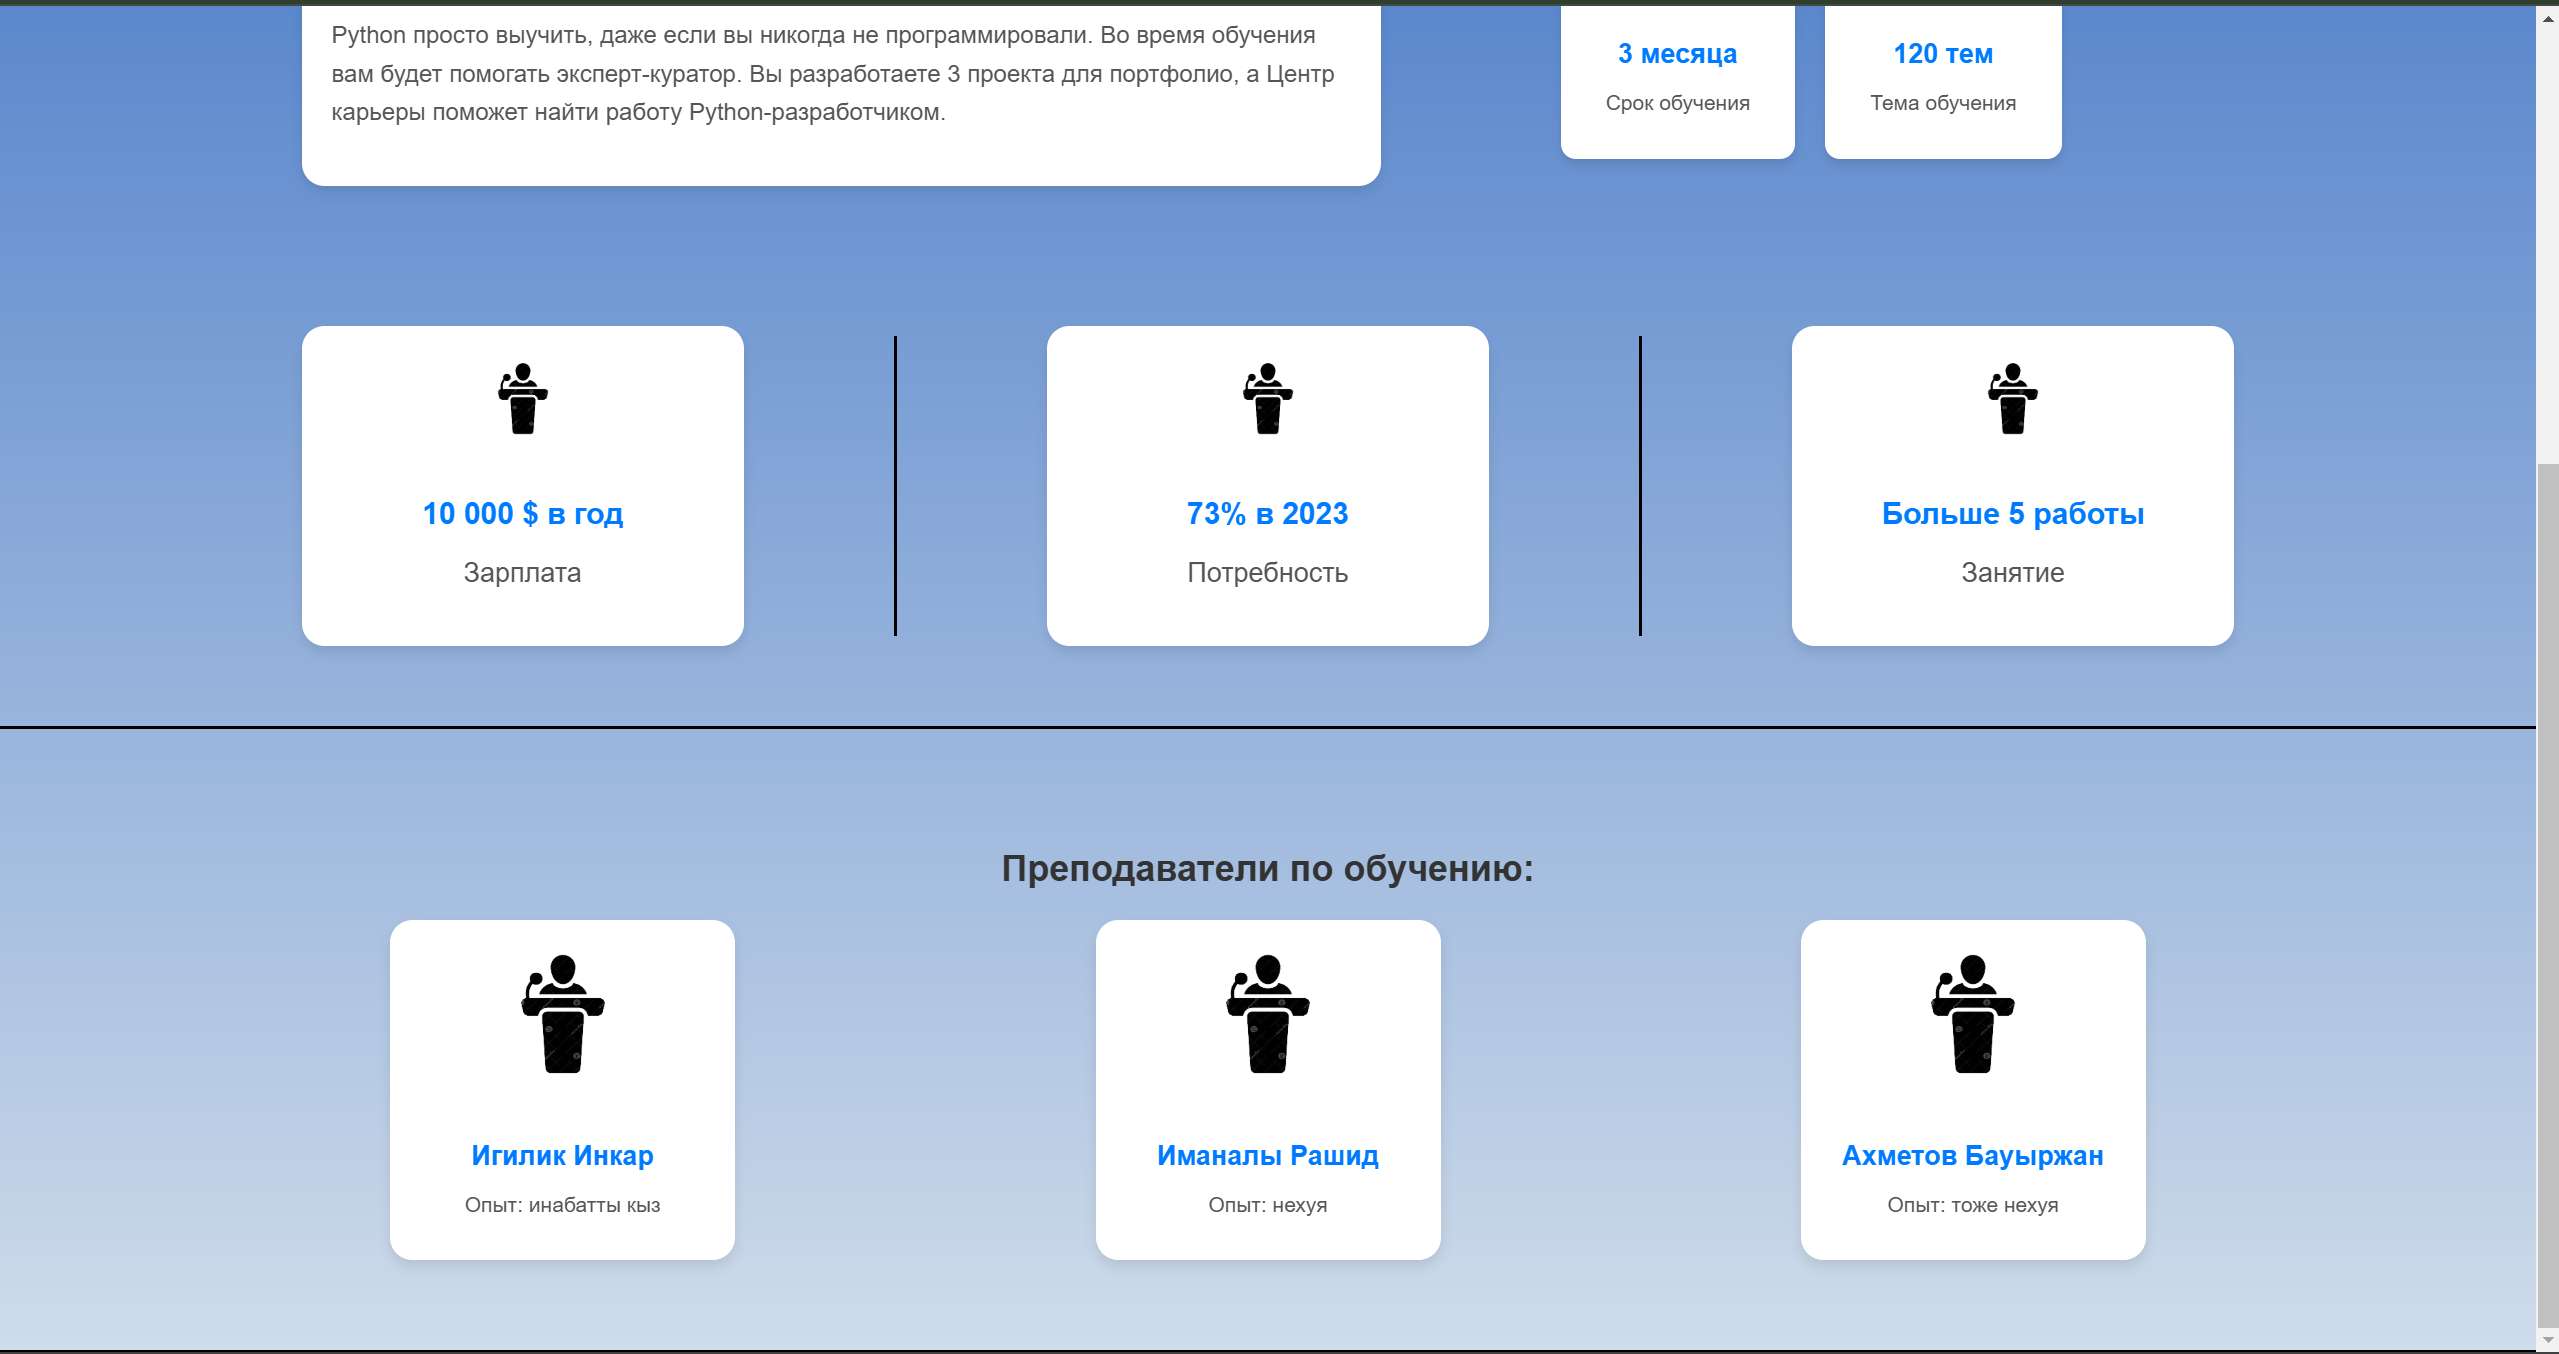 Python просто выучить, даже если вы никогда не программировали. Во время обучения
вам будет помогать эксперт-куратор. Вы разработаете 3 проекта для портфолио, а Центр
карьеры поможет найти работу Python-разработчиком.
3 месяца
Срок обучения
120 тем
Тема обучения
10 000 $ в год
Зарплата
73% в 2023
Потребность
Больше 5 работы
Занятие
Преподаватели по обучению:
Игилик Инкар
Опыт: инабатты кыз
Иманалы Рашид
Опыт: нехуя
Ахметов Бауыржан
Опыт: тоже нехуя